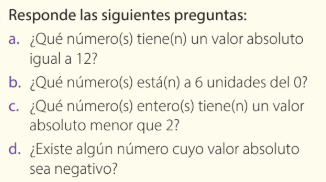 Responde las siguientes preguntas:
a. ¿Qué número(s) tiene(n) un valor absoluto
igual a 12?
b. ¿Qué número(s) está(n) a 6 unidades del 0?
c. ¿Qué número(s) entero(s) tiene(n) un valor
absoluto menor que 2?
d. ¿Existe algún número cuyo valor absoluto
sea negativo?